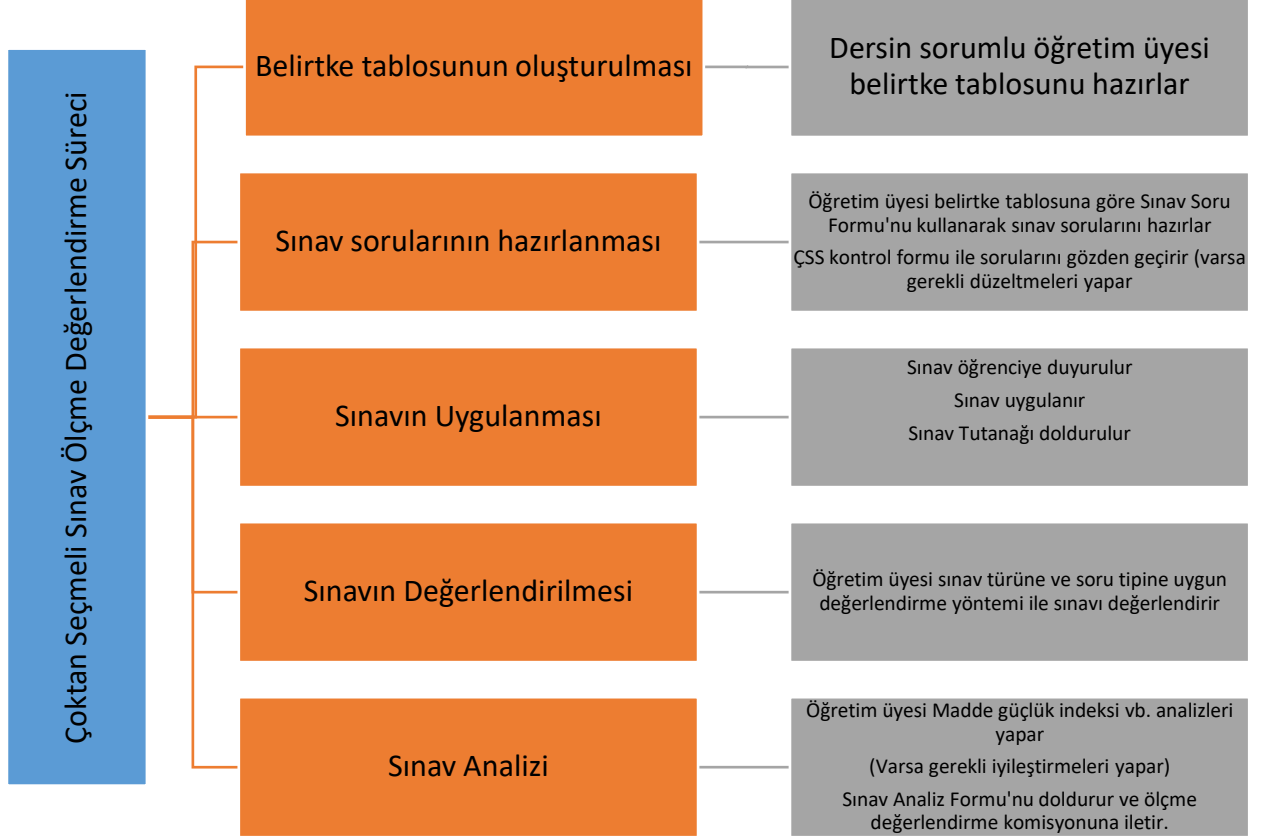 Çoktan Seçmeli Sınav Ölçme Değerlendirme Süreci
Belirtke tablosunun oluşturulması
Dersin sorumlu öğretim üyesi
belirtke tablosunu hazırlar
Sınav sorularının hazırlanması
Öğretim üyesi belirtke tablosuna göre Sınav Soru
Formu'nu kullanarak sınav sorularını hazırlar
ÇSS kontrol formu ile sorularını gözden geçirir (varsa
gerekli düzeltmeleri yapar
Sınavın Uygulanması
Sınav öğrenciye duyurulur
Sınav uygulanır
Sınav Tutanağı doldurulur
Sınavın Değerlendirilmesi
Öğretim üyesi sınav türüne ve soru tipine uygun
değerlendirme yöntemi ile sınavı değerlendirir
Sınav Analizi
Öğretim üyesi Madde güçlük indeksi vb. analizleri
yapar
(Varsa gerekli iyileştirmeleri yapar)
Sınav Analiz Formu'nu doldurur ve ölçme
değerlendirme komisyonuna iletir.